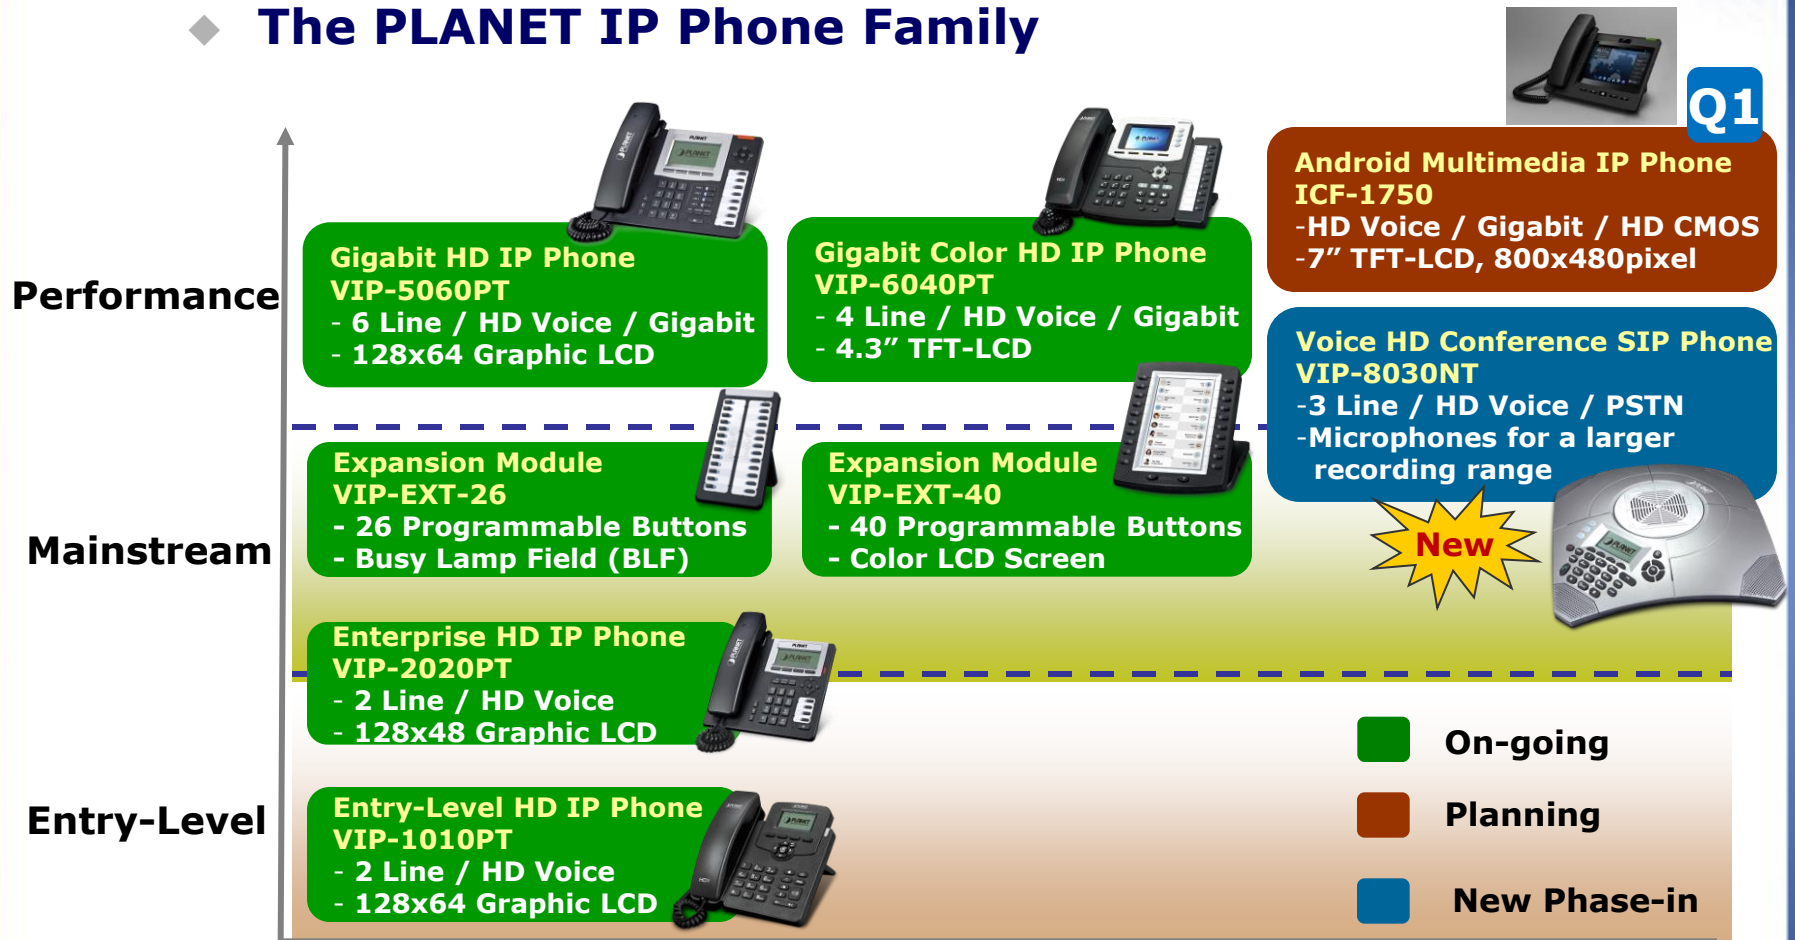 The PLANET IP Phone Family
Q1
Performance
Gigabit HD IP Phone
VIP-5060PT
- 6 Line / HD Voice / Gigabit
- 128x64 Graphic LCD
Gigabit Color HD IP Phone
VIP-6040PT
- 4 Line / HD Voice / Gigabit
- 4.3” TFT-LCD
Android Multimedia IP Phone
ICF-1750
-HD Voice / Gigabit / HD CMOS
-7” TFT-LCD, 800x480pixel
Voice HD Conference SIP Phone
VIP-8030NT
-3 Line / HD Voice / PSTN
-Microphones for a larger
recording range
New
Mainstream
Expansion Module
VIP-EXT-26
- 26 Programmable Buttons
- Busy Lamp Field (BLF)
Expansion Module
VIP-EXT-40
- 40 Programmable Buttons
- Color LCD Screen
Enterprise HD IP Phone
VIP-2020PT
- 2 Line / HD Voice
- 128x48 Graphic LCD
Entry-Level
Entry-Level HD IP Phone
VIP-1010PT
- 2 Line / HD Voice
- 128x64 Graphic LCD
On-going
Planning
New Phase-in